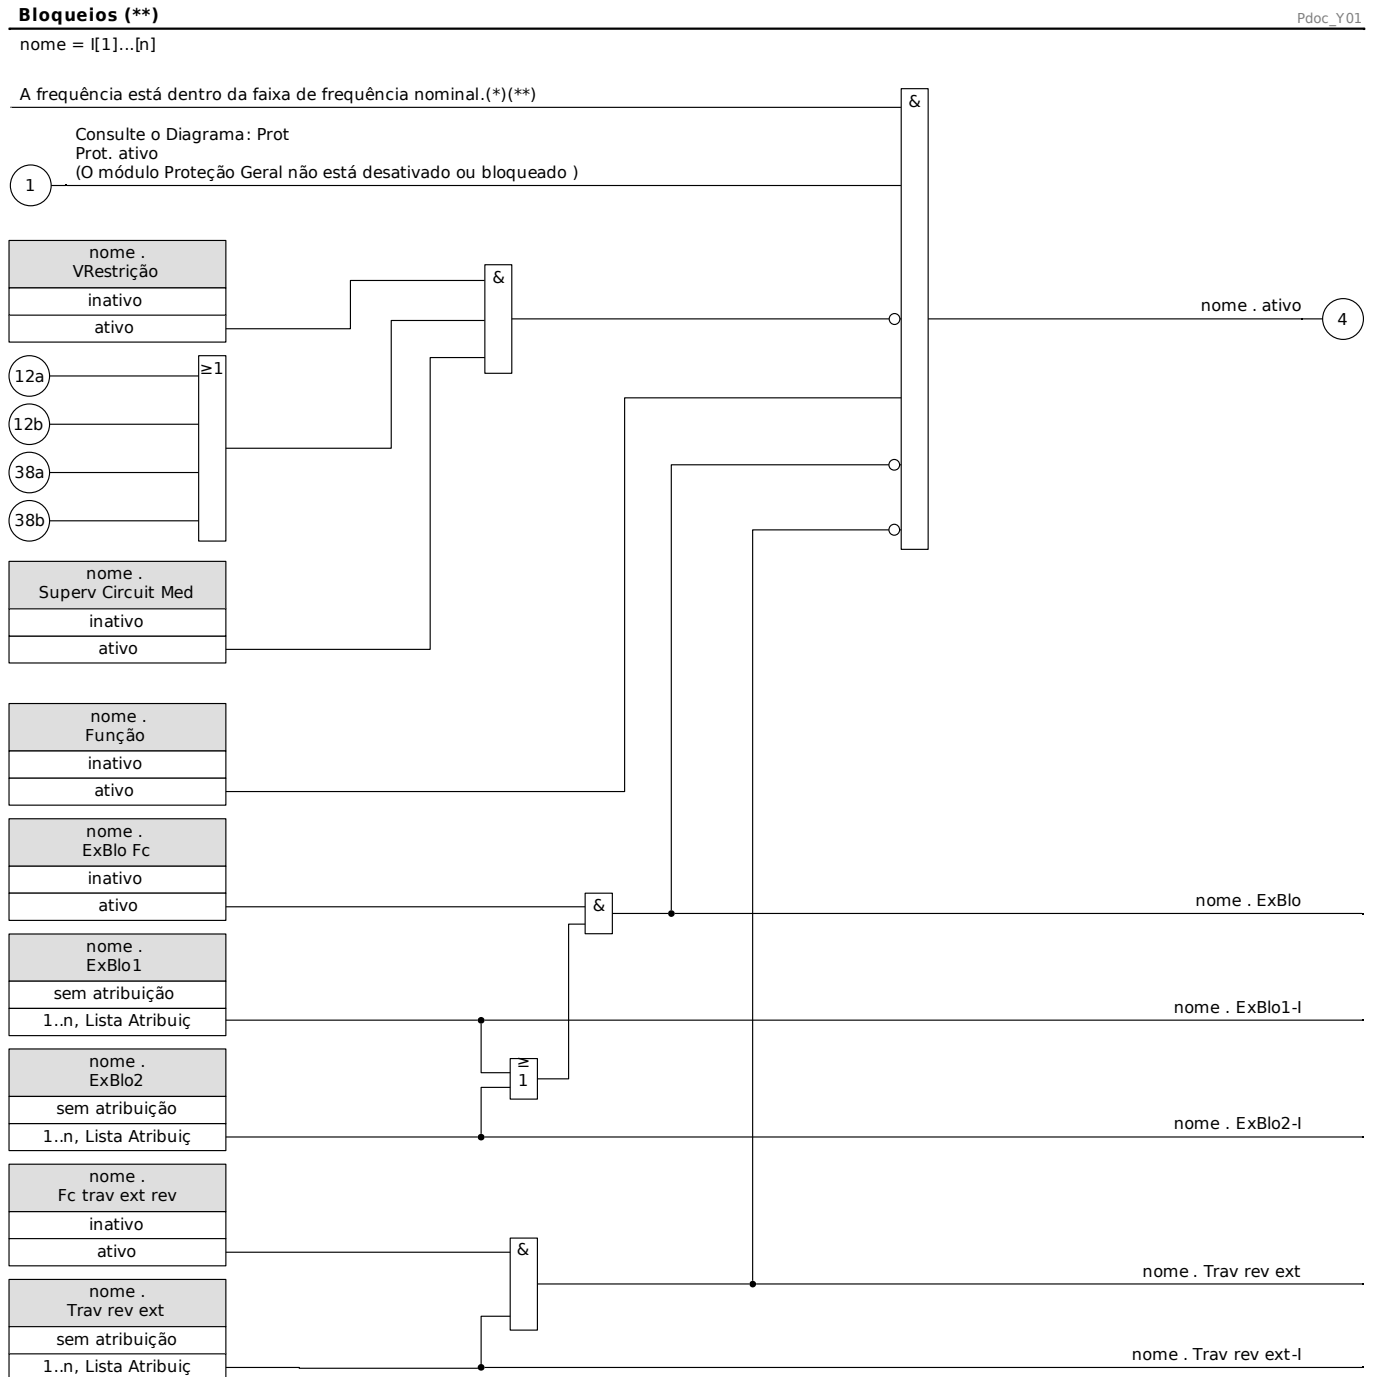 Bloqueios (**)
Pdoc_Y01
nome = I[1]...[n]
A frequência está dentro da faixa de frequência nominal.(*)(**)
&
Consulte o Diagrama: Prot
Prot. ativo
(O módulo Proteção Geral não está desativado ou bloqueado )
1
nome .
VRestrição
inativo
ativo
&
nome . ativo
4
12a
≥1
12b
38a
38b
nome .
Superv Circuit Med
inativo
ativo
nome .
Função
inativo
ativo
nome .
ExBlo Fc
inativo
ativo
&
nome . ExBlo
nome .
ExBlo1
sem atribuição
1..n, Lista Atribuiç
nome . ExBlo1-I
nome .
ExBlo2
sem atribuição
1..n, Lista Atribuiç
≥
1
nome . ExBlo2-I
nome .
Fc trav ext rev
inativo
ativo
&
nome . Trav rev ext
nome .
Trav rev ext
sem atribuição
1..n, Lista Atribuiç
nome . Trav rev ext-I